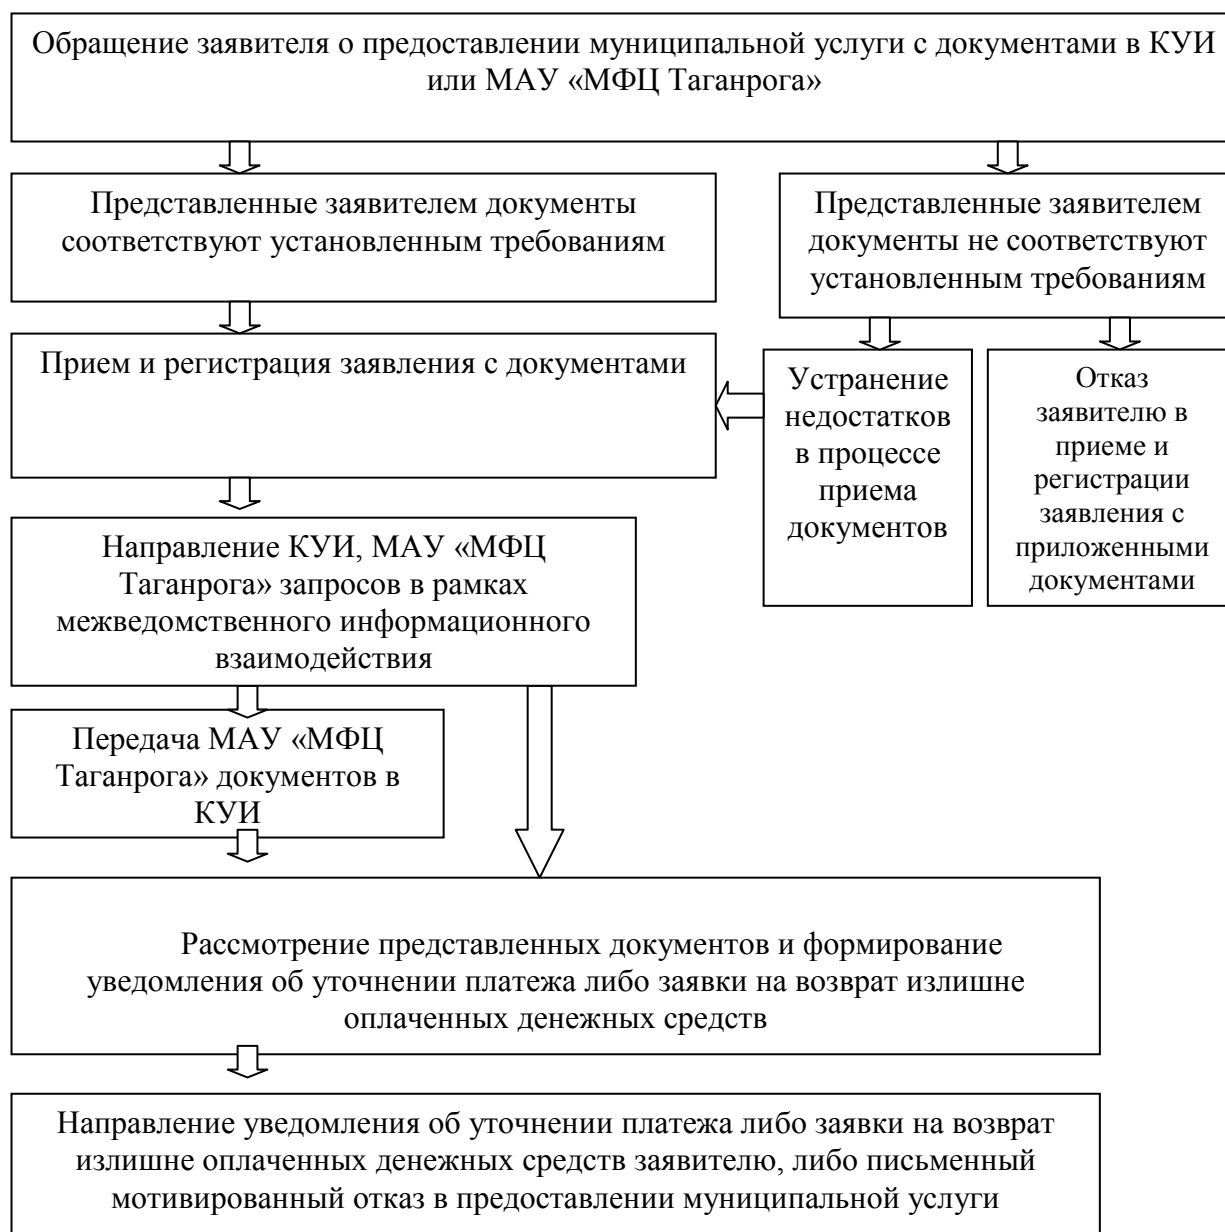 Обращение заявителя о предоставлении муниципальной услуги с документами в КУИ
или МАУ «МФЦ Таганрога»
Представленные заявителем документы
соответствуют установленным требованиям
Представленные заявителем
документы не соответствуют
установленным требованиям
Прием и регистрация заявления с документами
Устранение
недостатков
в процессе
приема
документов
Отказ
заявителю в
приеме и
регистрации
заявления с
приложенными
документами
Направление КУИ, МАУ «МФЦ
Таганрога» запросов в рамках
межведомственного информационного
взаимодействия
Передача МАУ «МФЦ
Таганрога» документов в
КУИ
Рассмотрение представленных документов и формирование
уведомления об уточнении платежа либо заявки на возврат излишне
оплаченных денежных средств
Направление уведомления об уточнении платежа либо заявки на возврат
излишне оплаченных денежных средств заявителю, либо письменный
мотивированный отказ в предоставлении муниципальной услуги